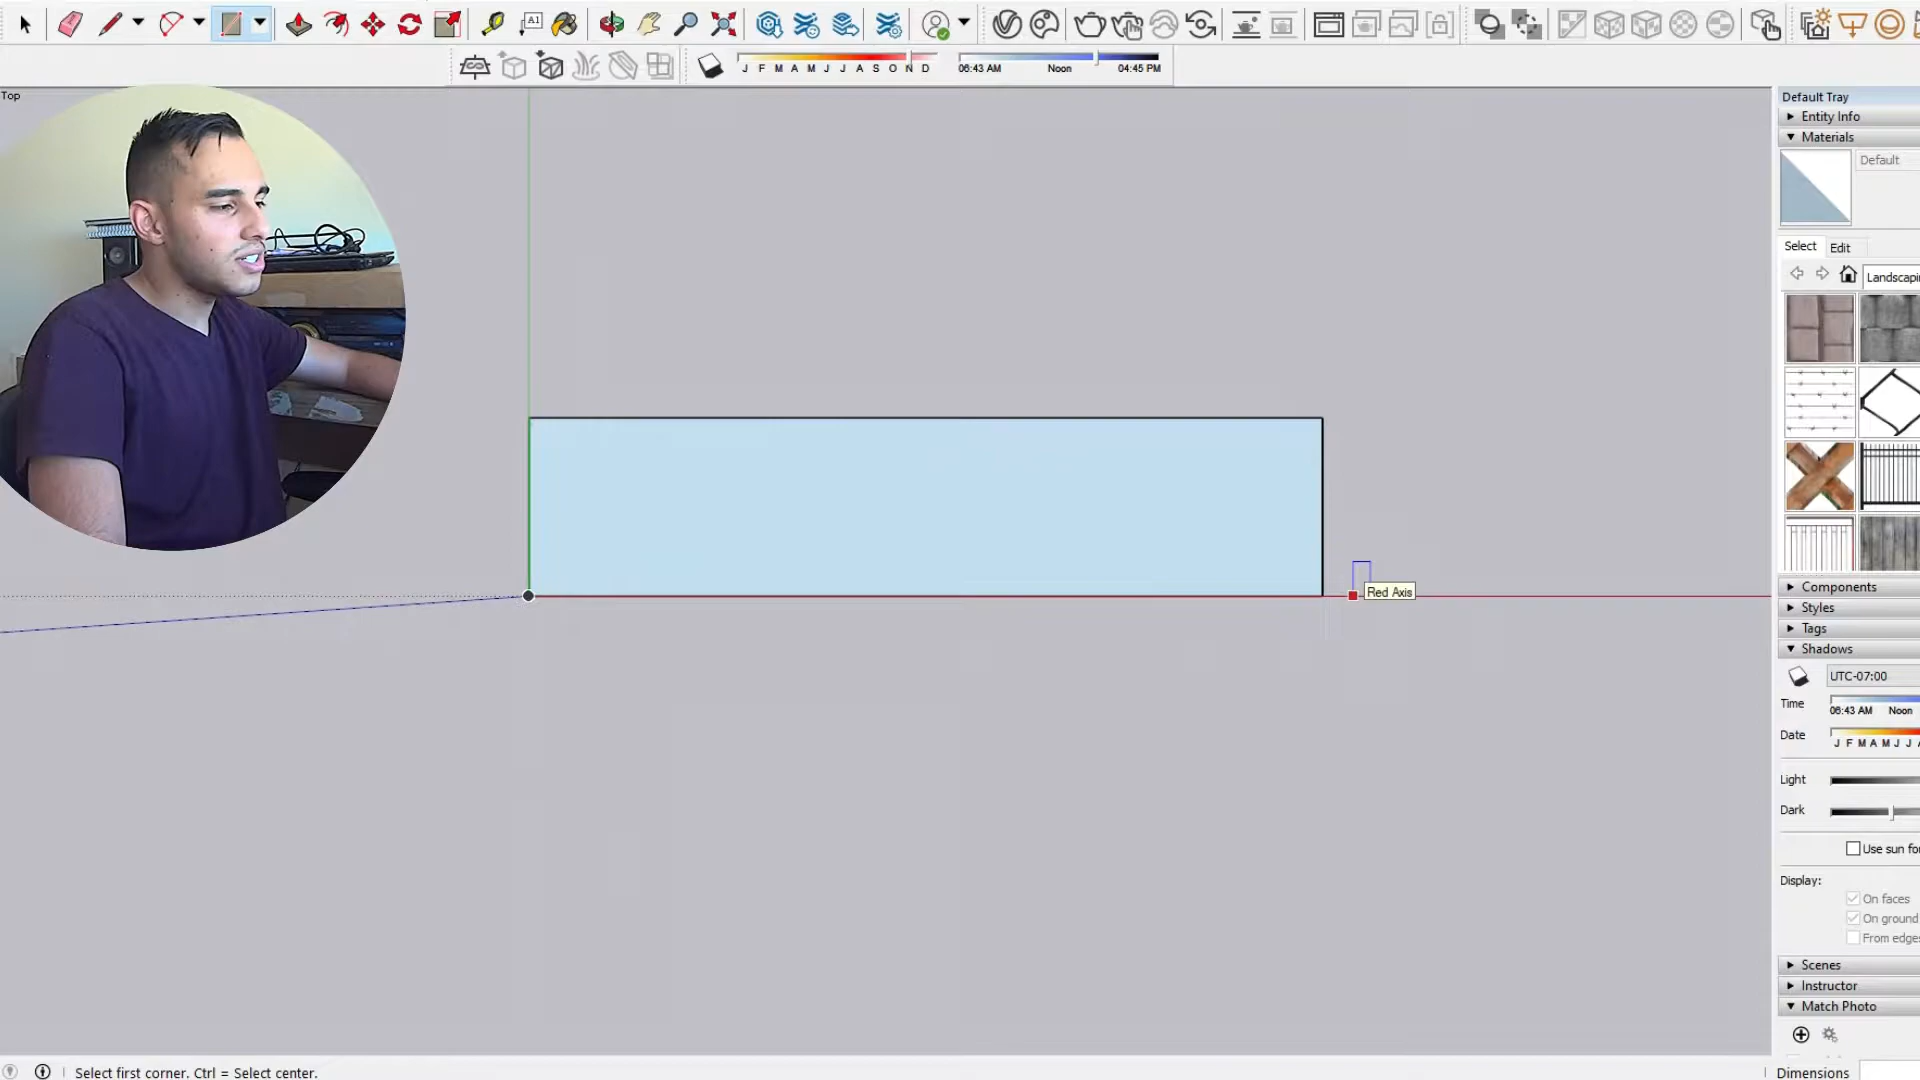 A1
J F M A M J J A S O N D
06:43 AM Noon 04:45 PM
Top
Default Tray
Entity Info
Materials
Default
Select Edit
Landscapi
Red Axis
Components
Styles
Tags
Shadows
UTC-07:00
Time
06:43 AM Noon
Date
J F M A M J J A
Light
Dark
Use sun fo
Display:
On faces
On ground
From edges
Scenes
Instructor
Match Photo
Select first corner. Ctrl = Select center.
Dimensions